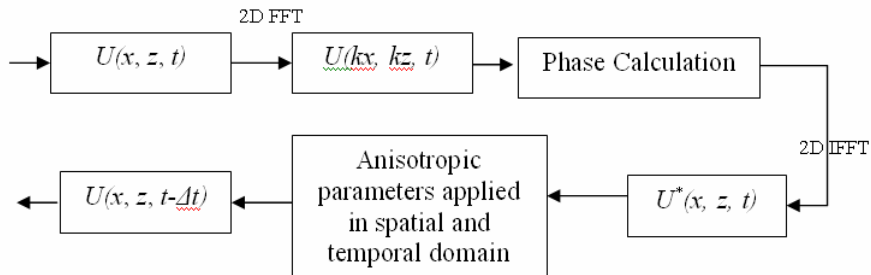 2D FFT
U(x, z, t)
U(kx, kz, t)
Phase Calculation
2D IFFT
U*(x, z, t)
Anisotropic
parameters applied
in spatial and
temporal domain
U(x, z, t-Δt)